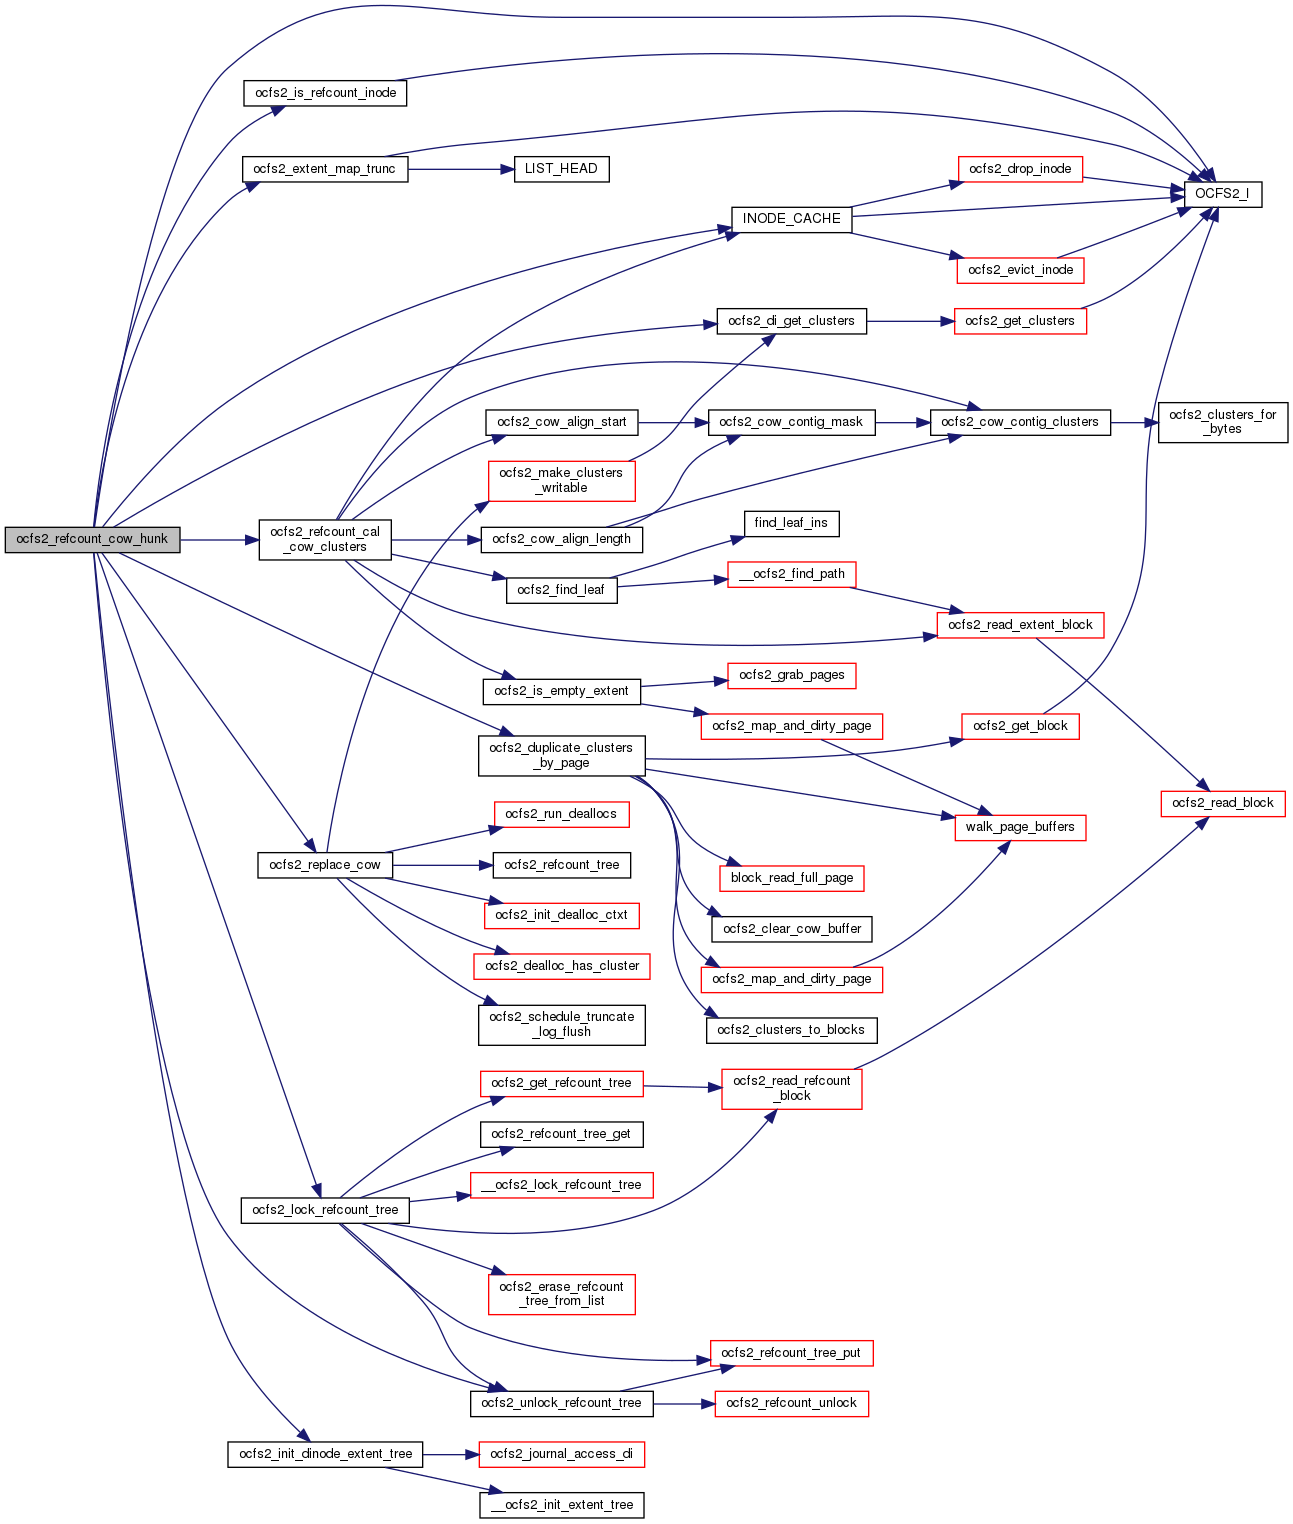 ocfs2_is_refcount_inode
ocfs2_extent_map_trunc
LIST_HEAD
ocfs2_drop_inode
OCFS2_I
INODE_CACHE
ocfs2_evict_inode
ocfs2_di_get_clusters
ocfs2_get_clusters
ocfs2_cow_align_start
ocfs2_cow_contig_mask
ocfs2_cow_contig_clusters
ocfs2_clusters_for
_bytes
ocfs2_make_clusters
_writable
ocfs2_refcount_cow_hunk
ocfs2_refcount_cal
_cow_clusters
ocfs2_cow_align_length
find_leaf_ins
ocfs2_find_leaf
__ocfs2_find_path
ocfs2_read_extent_block
ocfs2_is_empty_extent
ocfs2_grab_pages
ocfs2_map_and_dirty_page
ocfs2_get_block
ocfs2_duplicate_clusters
_by_page
ocfs2_read_block
ocfs2_run_deallocs
walk_page_buffers
ocfs2_replace_cow
ocfs2_refcount_tree
block_read_full_page
ocfs2_init_dealloc_ctxt
ocfs2_clear_cow_buffer
ocfs2_dealloc_has_cluster
ocfs2_map_and_dirty_page
ocfs2_schedule_truncate
_log_flush
ocfs2_clusters_to_blocks
ocfs2_get_refcount_tree
ocfs2_read_refcount
_block
ocfs2_refcount_tree_get
__ocfs2_lock_refcount_tree
ocfs2_lock_refcount_tree
ocfs2_erase_refcount
_tree_from_list
ocfs2_refcount_tree_put
ocfs2_unlock_refcount_tree
ocfs2_refcount_unlock
ocfs2_init_dinode_extent_tree
ocfs2_journal_access_di
__ocfs2_init_extent_tree